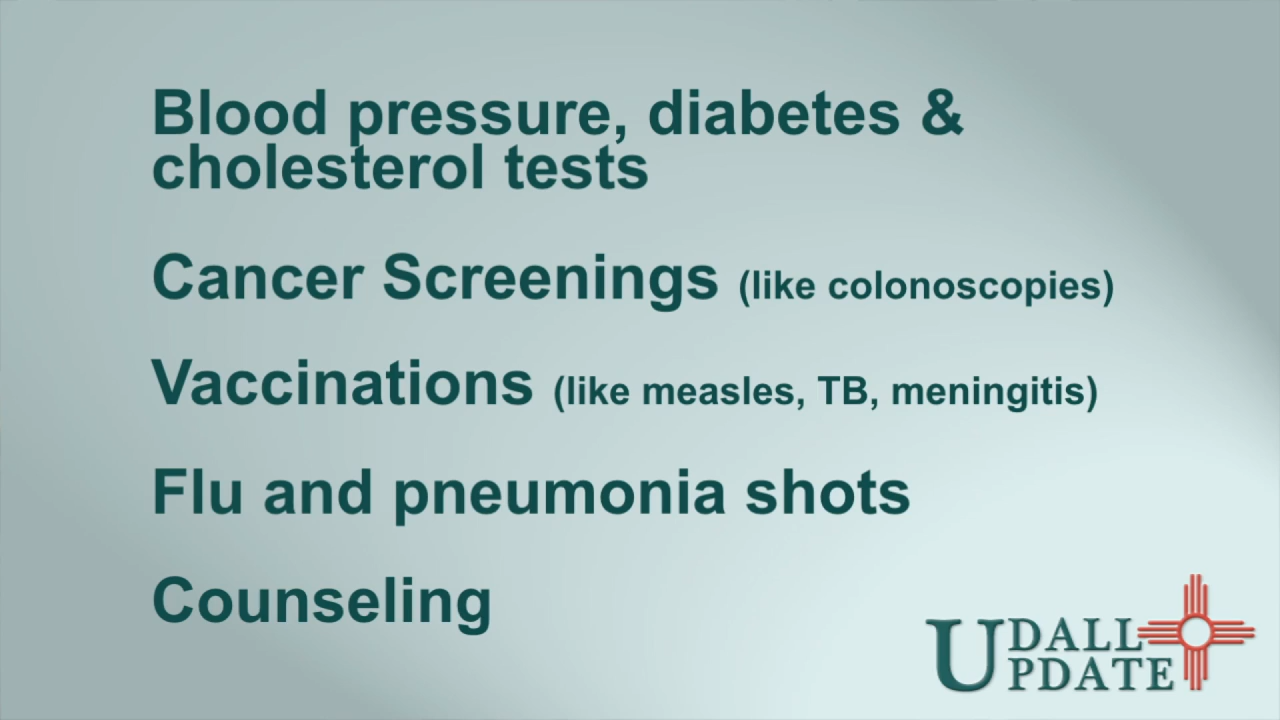 Blood pressure, diabetes &
cholesterol tests
Cancer Screenings (like colonoscopies)
Vaccinations (like measles, TB, meningitis)
Flu and pneumonia shots
Counseling
UDALL
UPDATE